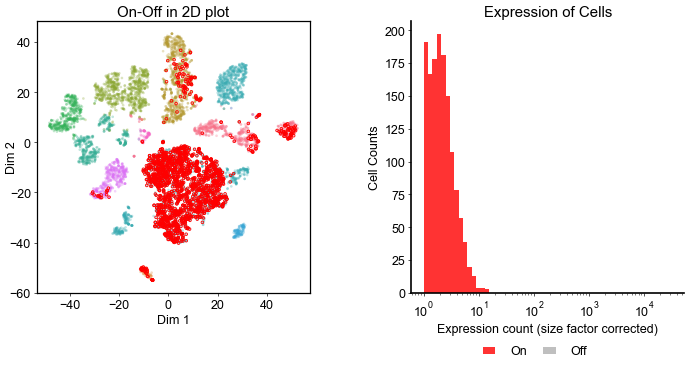 On-Off in 2D plot
40
20
0
−20
−40
−60
Dim 2
−40 −20 0 20 40
Dim 1
Expression of Cells
200
175
150
125
100
75
50
25
0
Cell Counts
10^0 10^1 10^2 10^3 10^4
Expression count (size factor corrected)
On Off